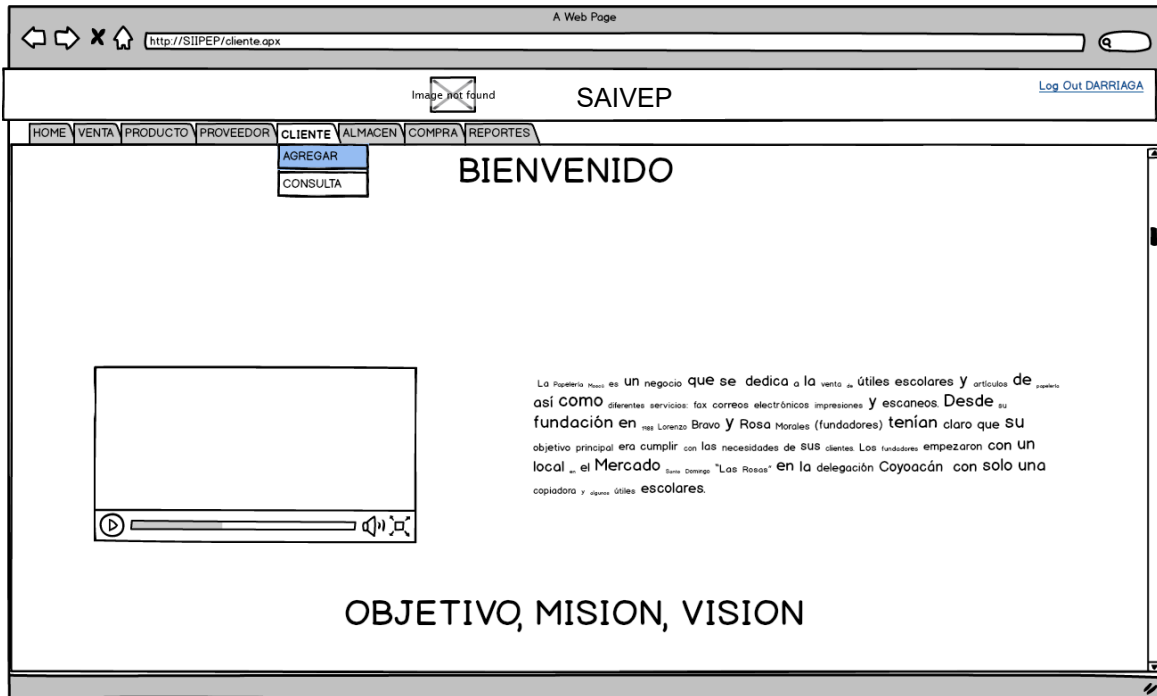 A Web Page
http://SIIPEP/cliente.apx
Image not found
SAIVEP
Log Out DARRIAGA
HOME VENTA PRODUCTO PROVEEDOR CLIENTE ALMACEN COMPRA REPORTES
AGREGAR
CONSULTA
BIENVENIDO
La Papelería es un negocio que se dedica a la venta de útiles escolares y artículos de papelería
así como diferentes servicios: fax correos electrónicos impresiones y escaneos. Desde su
fundación en Lorenzo Bravo y Rosa Morales (fundadores) tenían claro que su
objetivo principal era cumplir con las necesidades de sus clientes. Los fundadores empezaron con un
local en el Mercado Santo Domingo "Las Rosas" en la delegación Coyoacán con solo una
copiadora y algunos útiles escolares.
OBJETIVO, MISION, VISION